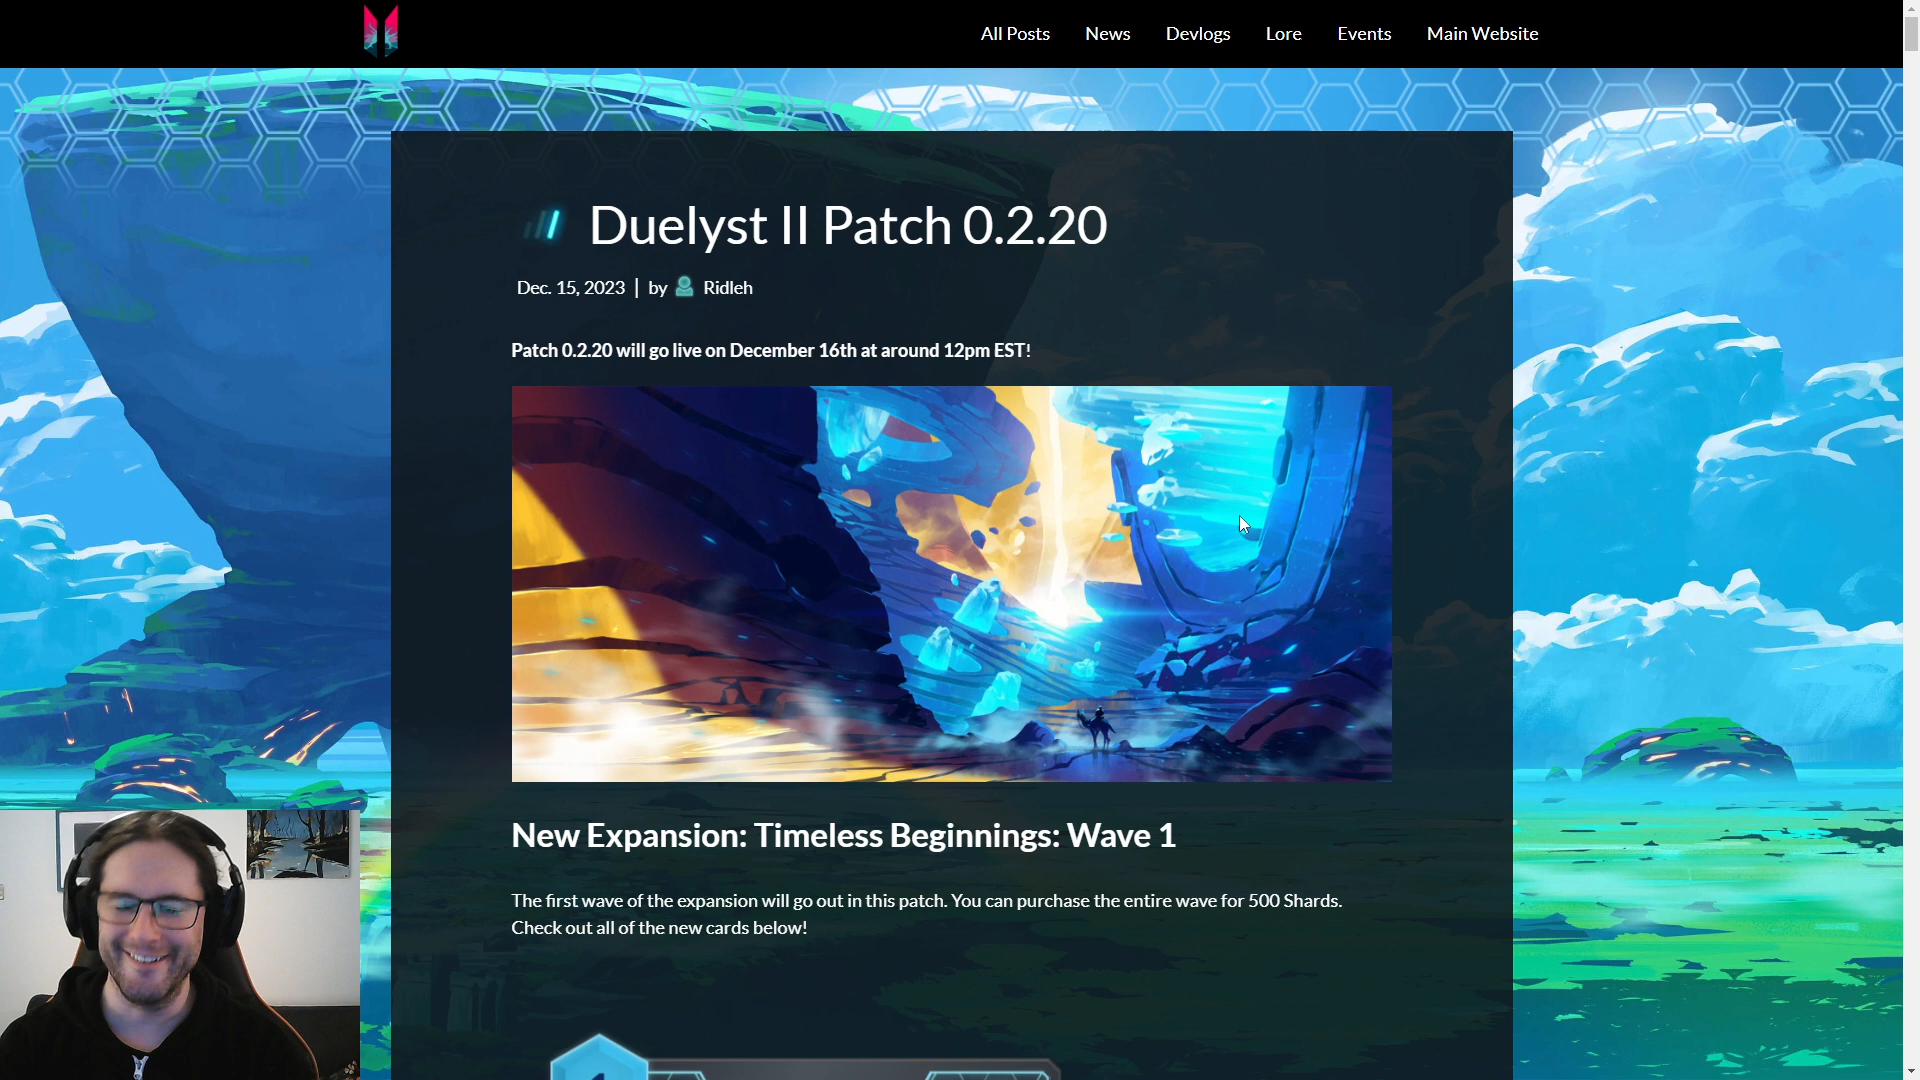 All Posts News Devlogs Lore Events Main Website
Duelyst II Patch 0.2.20
Dec. 15, 2023 | by Ridleh
Patch 0.2.20 will go live on December 16th at around 12pm EST!
New Expansion: Timeless Beginnings: Wave 1
The first wave of the expansion will go out in this patch. You can purchase the entire wave for 500 Shards.
Check out all of the new cards below!